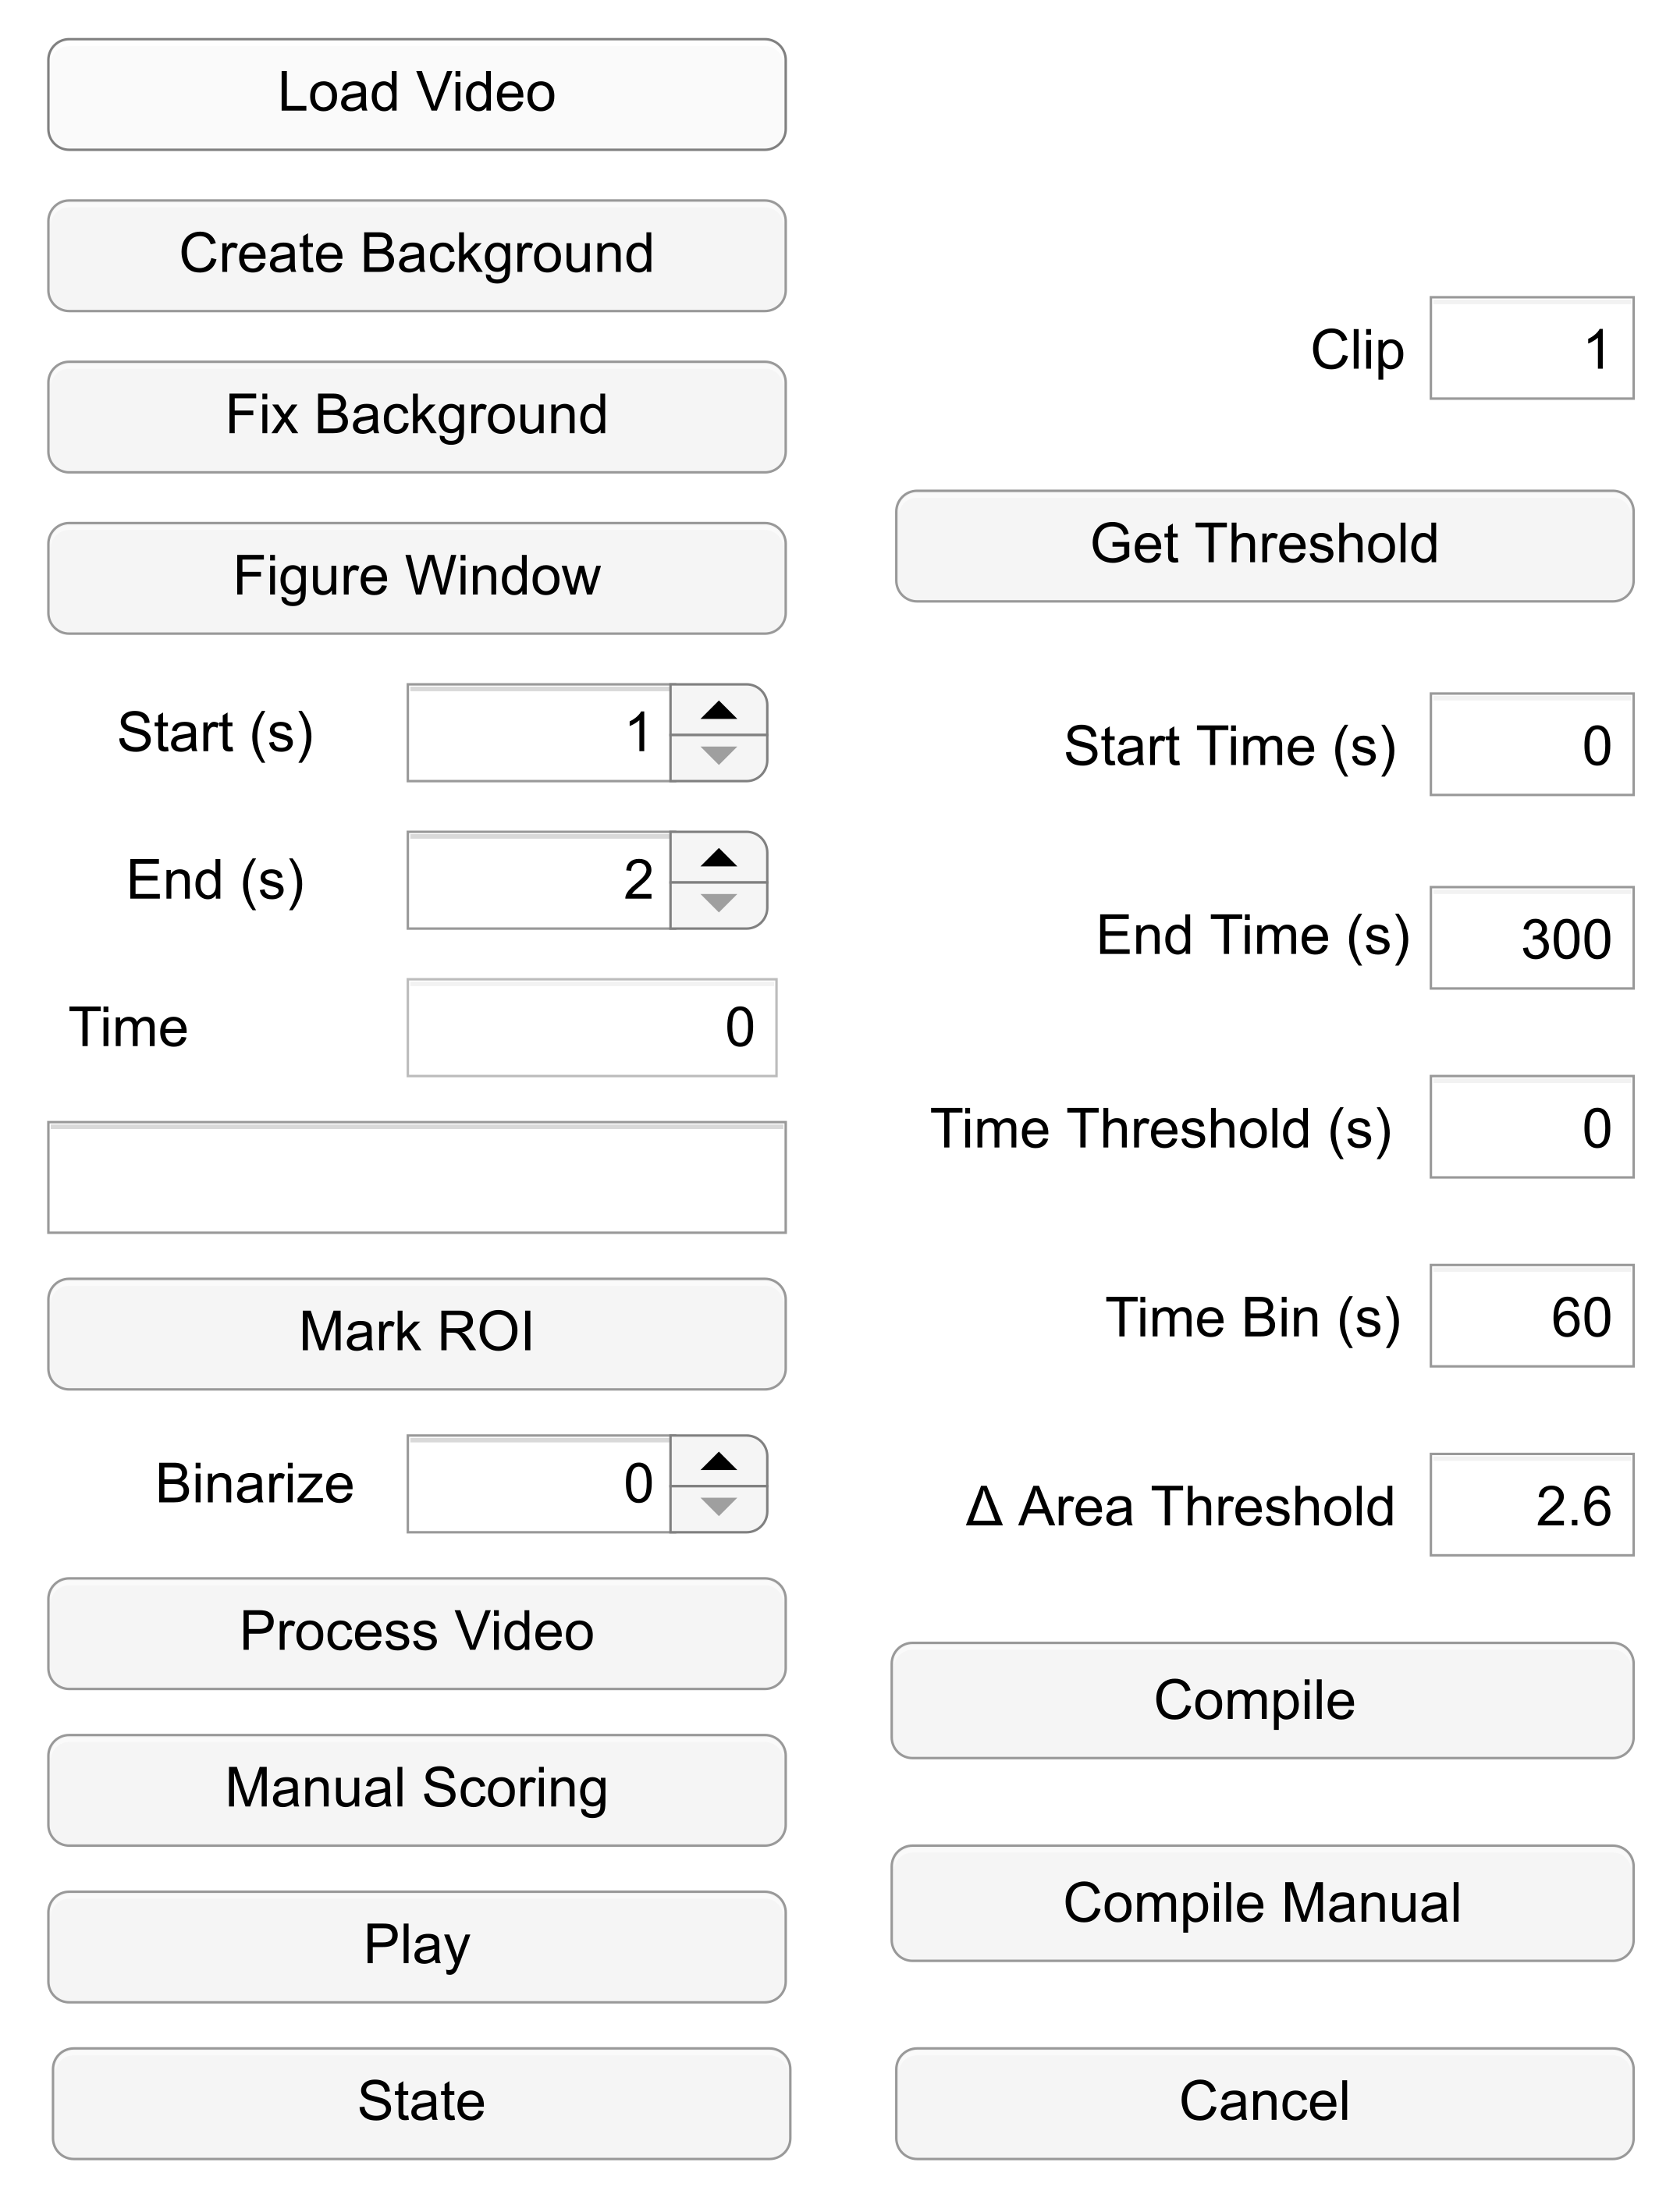 Load Video
Create Background
Fix Background
Figure Window
Start (s) 1
End (s) 2
Time 0
Mark ROI
Binarize 0
Process Video
Manual Scoring
Play
State
Clip 1
Get Threshold
Start Time (s) 0
End Time (s) 300
Time Threshold (s) 0
Time Bin (s) 60
Δ Area Threshold 2.6
Compile
Compile Manual
Cancel